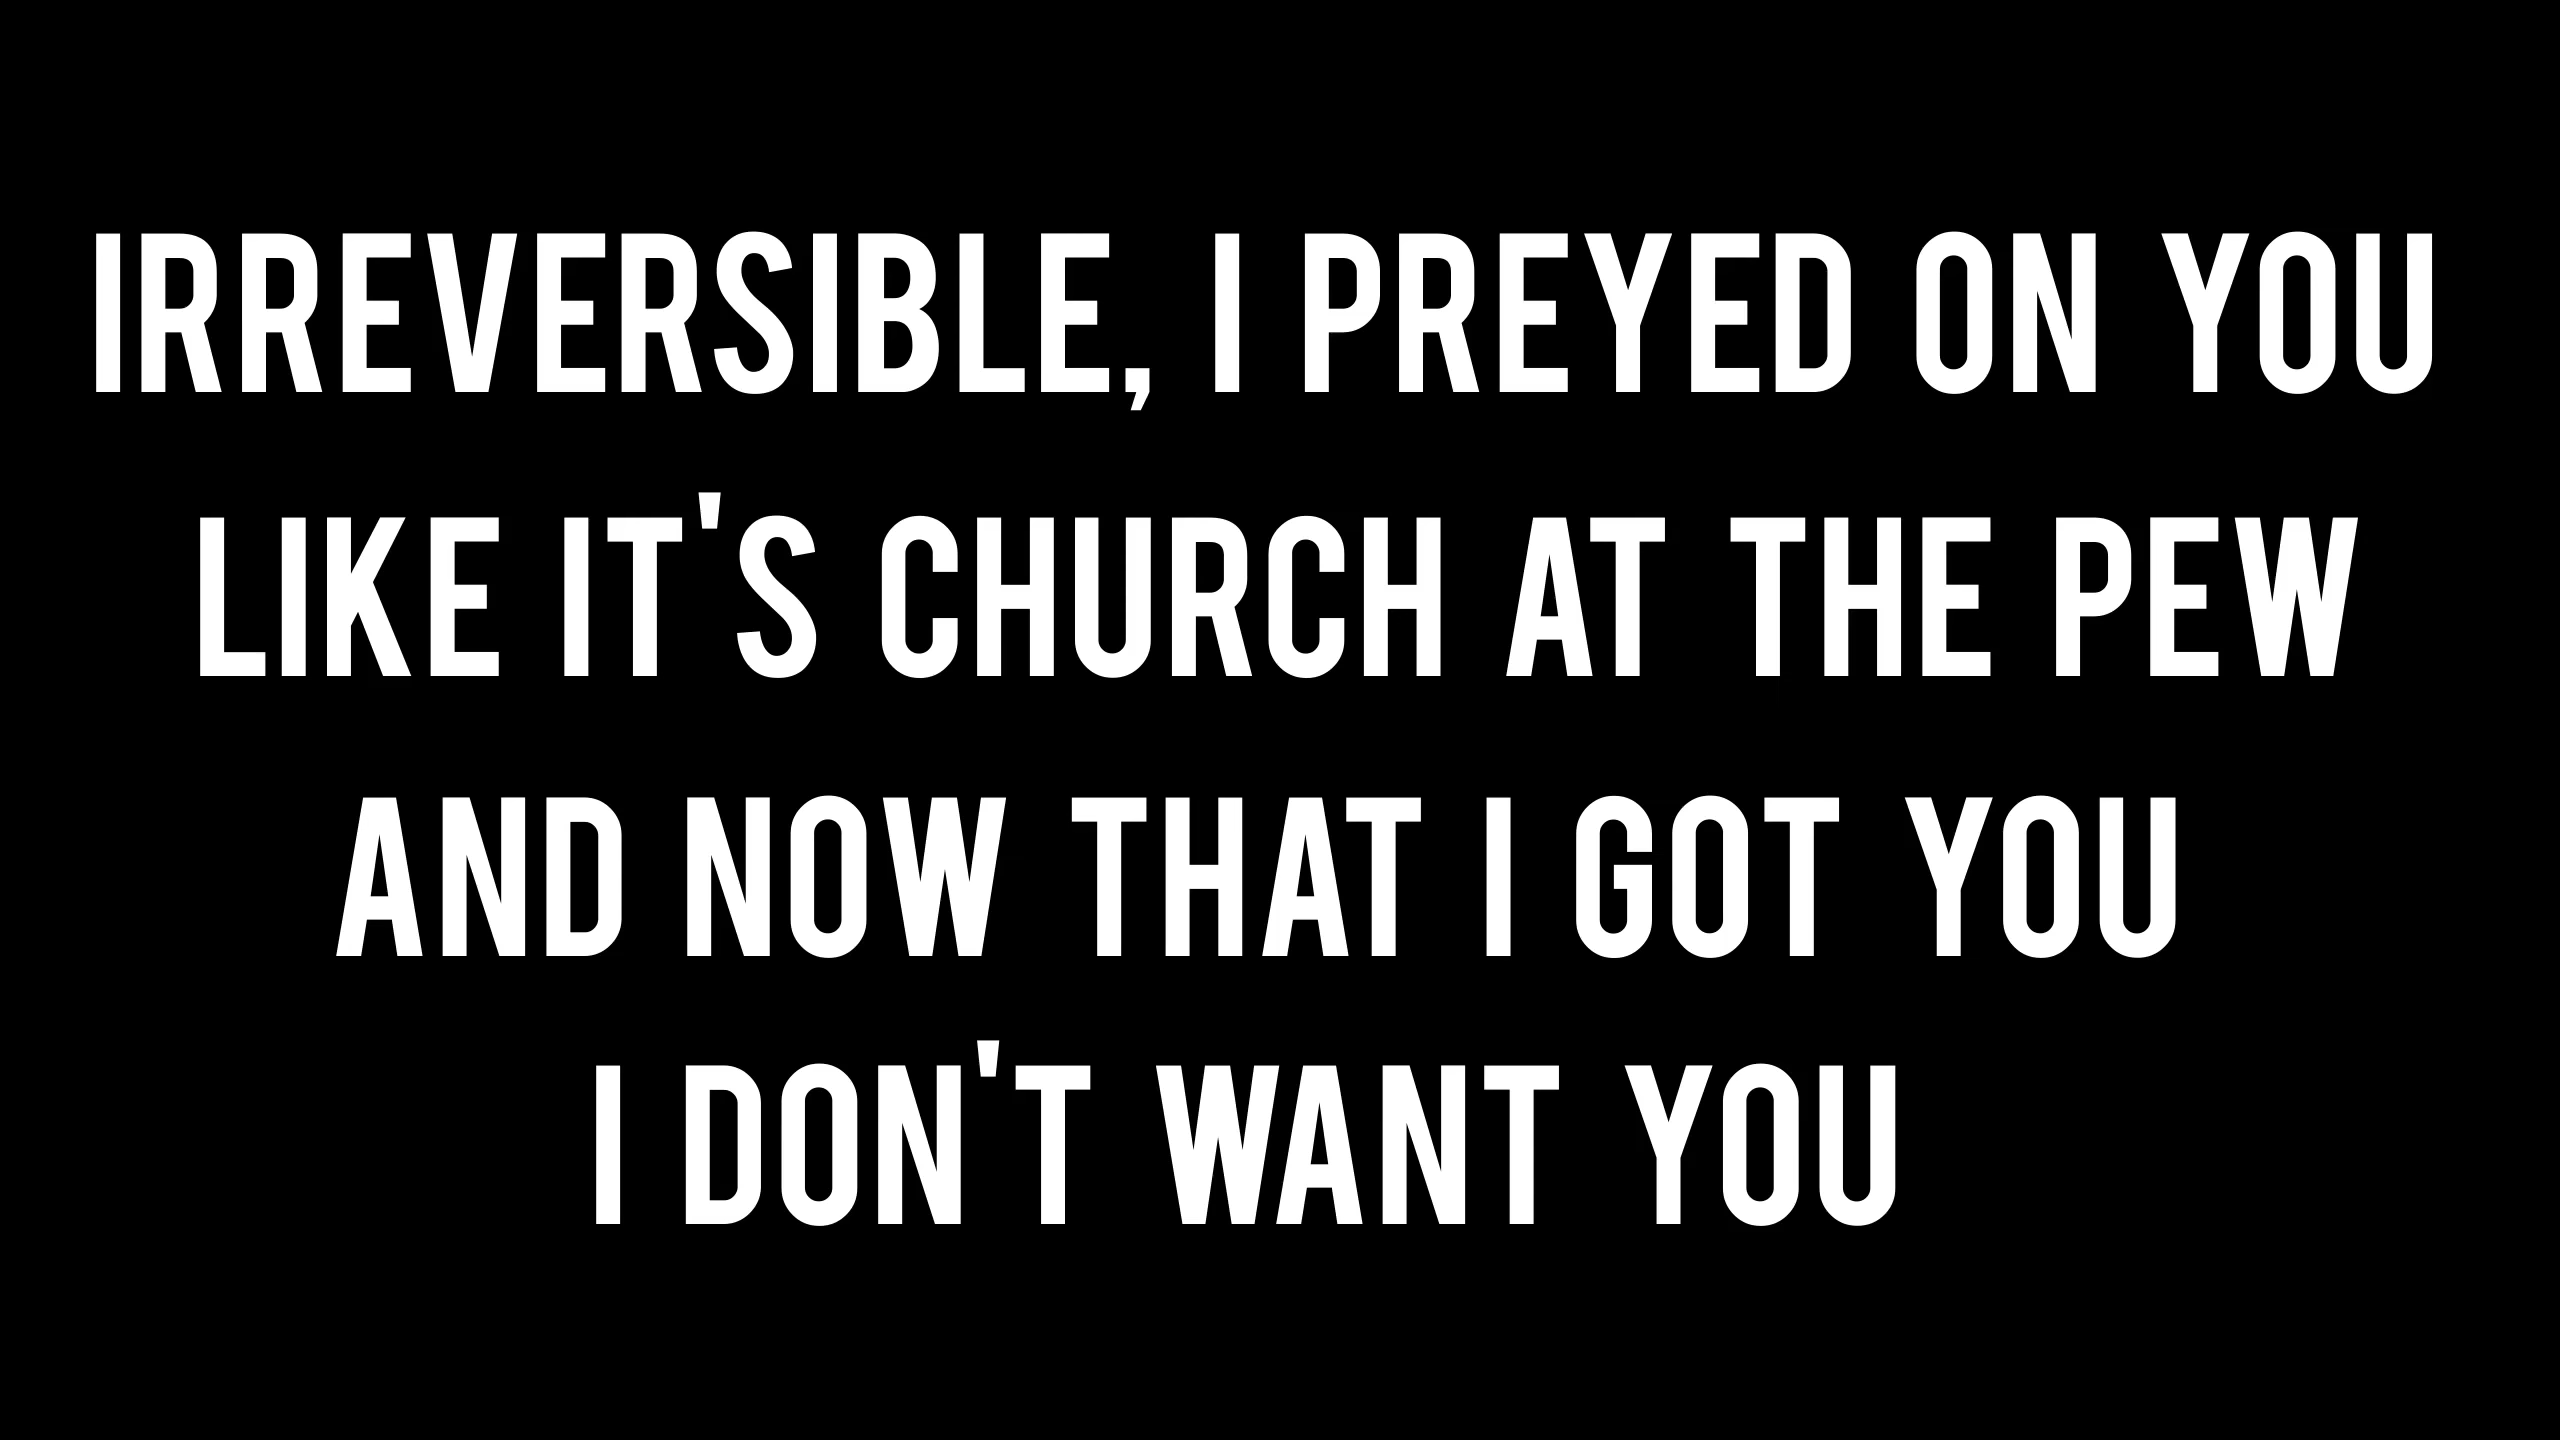 IRREVERSIBLE, I PREYED ON YOU
LIKE IT'S CHURCH AT THE PEW
AND NOW THAT I GOT YOU
I DON'T WANT YOU